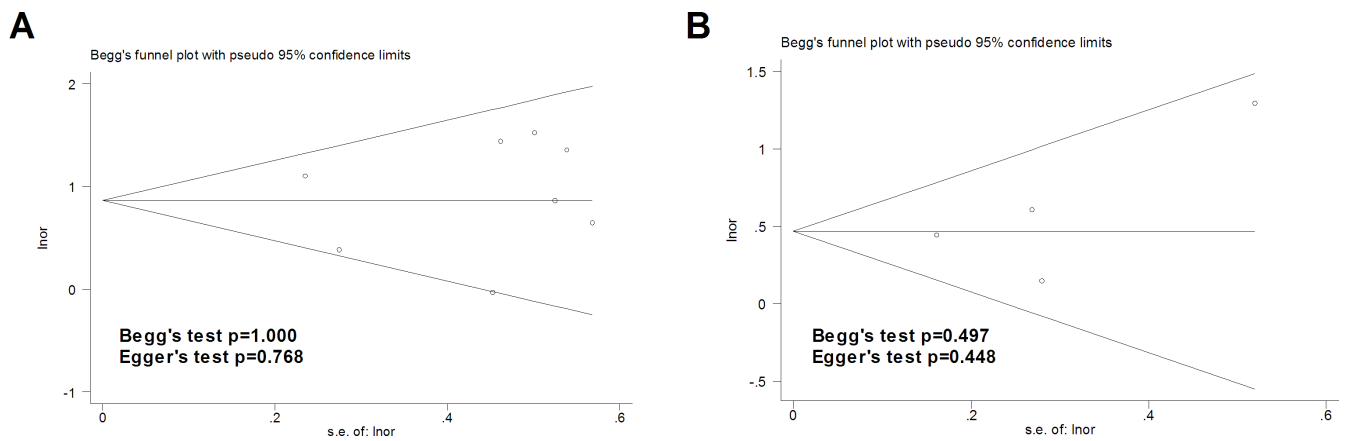 A
Begg's funnel plot with pseudo 95% confidence limits
2
1
0
-1
lnor
Begg's test p=1.000
Egger's test p=0.768
0
.2
.4
.6
s.e. of: lnor
B
Begg's funnel plot with pseudo 95% confidence limits
1.5
1
.5
0
-.5
lnor
Begg's test p=0.497
Egger's test p=0.448
0
.2
.4
.6
s.e. of: lnor